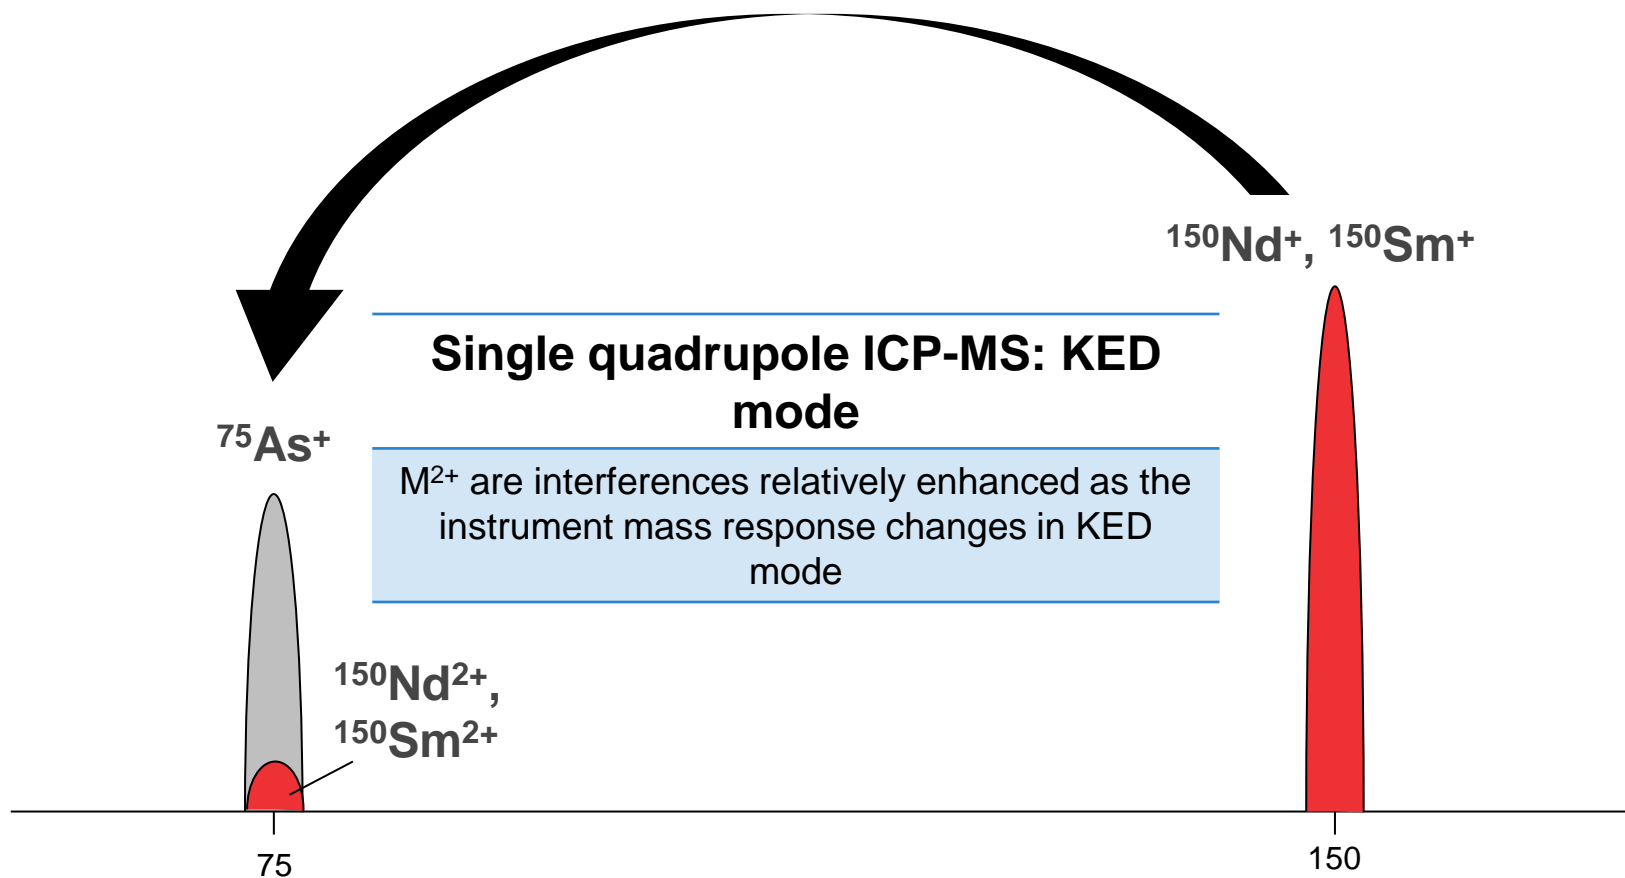 ¹⁵⁰Nd⁺, ¹⁵⁰Sm⁺
Single quadrupole ICP-MS: KED
mode
⁷⁵As⁺
M²⁺ are interferences relatively enhanced as the
instrument mass response changes in KED
mode
¹⁵⁰Nd²⁺,
¹⁵⁰Sm²⁺
75
150